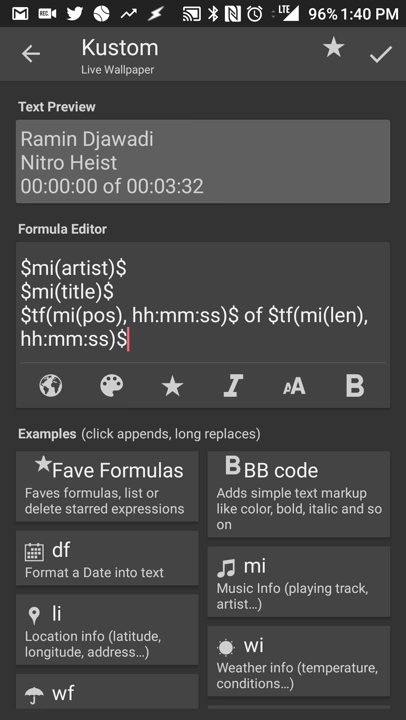 REC
LTE
96% 1:40 PM
Kustom
Live Wallpaper
Text Preview
Ramin Djawadi
Nitro Heist
00:00:00 of 00:03:32
Formula Editor
$mi(artist)$
$mi(title)$
$tf(mi(pos), hh:mm:ss)$ of $tf(mi(len),
hh:mm:ss)$
I AA B
Examples (click appends, long replaces)
Fave Formulas
Faves formulas, list or
delete starred expressions
B BB code
Adds simple text markup
like color, bold, italic and so
on
df
Format a Date into text
mi
Music Info (playing track,
artist...)
li
Location info (latitude,
longitude, address...)
wi
Weather info (temperature,
conditions...)
wf